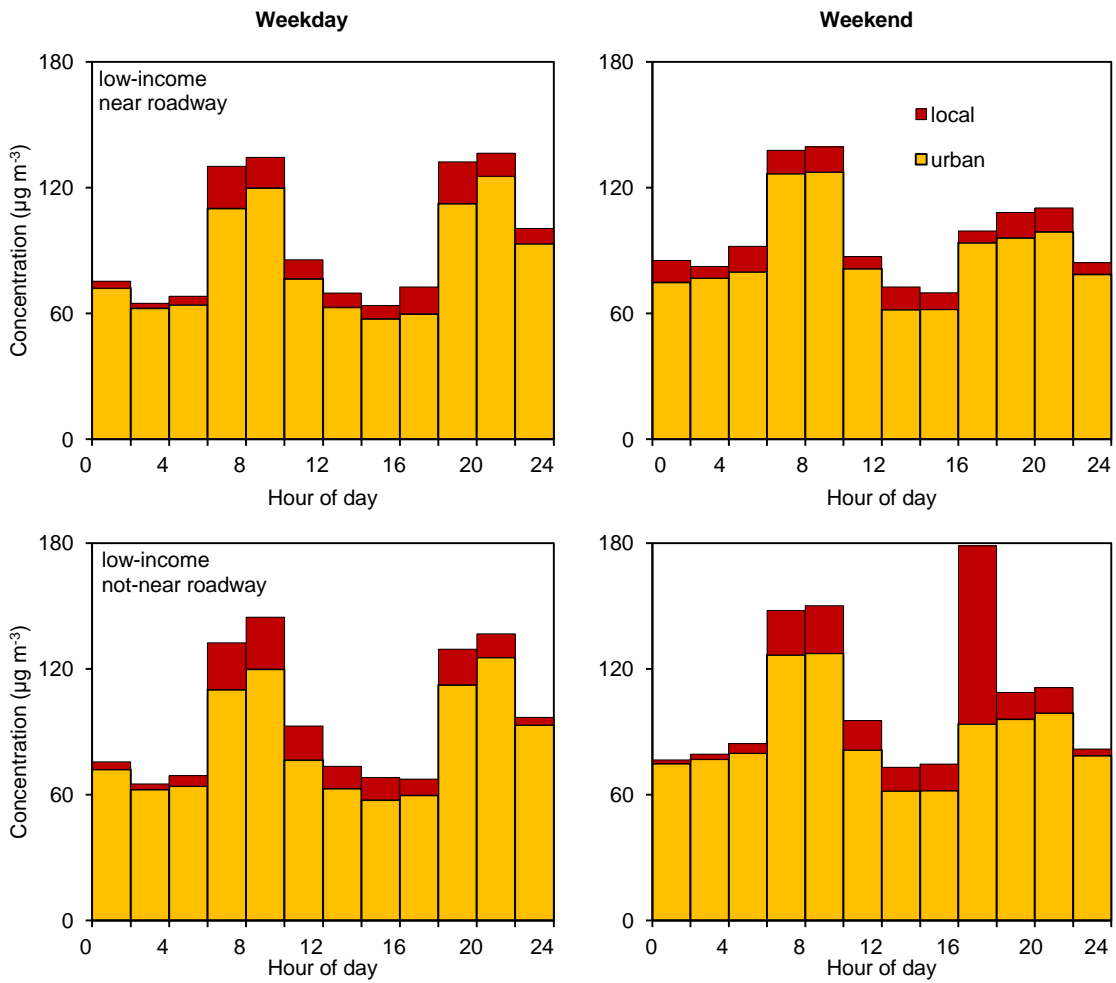 Weekday
Weekend
180
low-income
near roadway
120
60
0
Concentration (µg m-3)
0 4 8 12 16 20 24
Hour of day
180
local
urban
120
60
0
0 4 8 12 16 20 24
Hour of day
180
low-income
not-near roadway
120
60
0
Concentration (µg m-3)
0 4 8 12 16 20 24
Hour of day
180
120
60
0
0 4 8 12 16 20 24
Hour of day